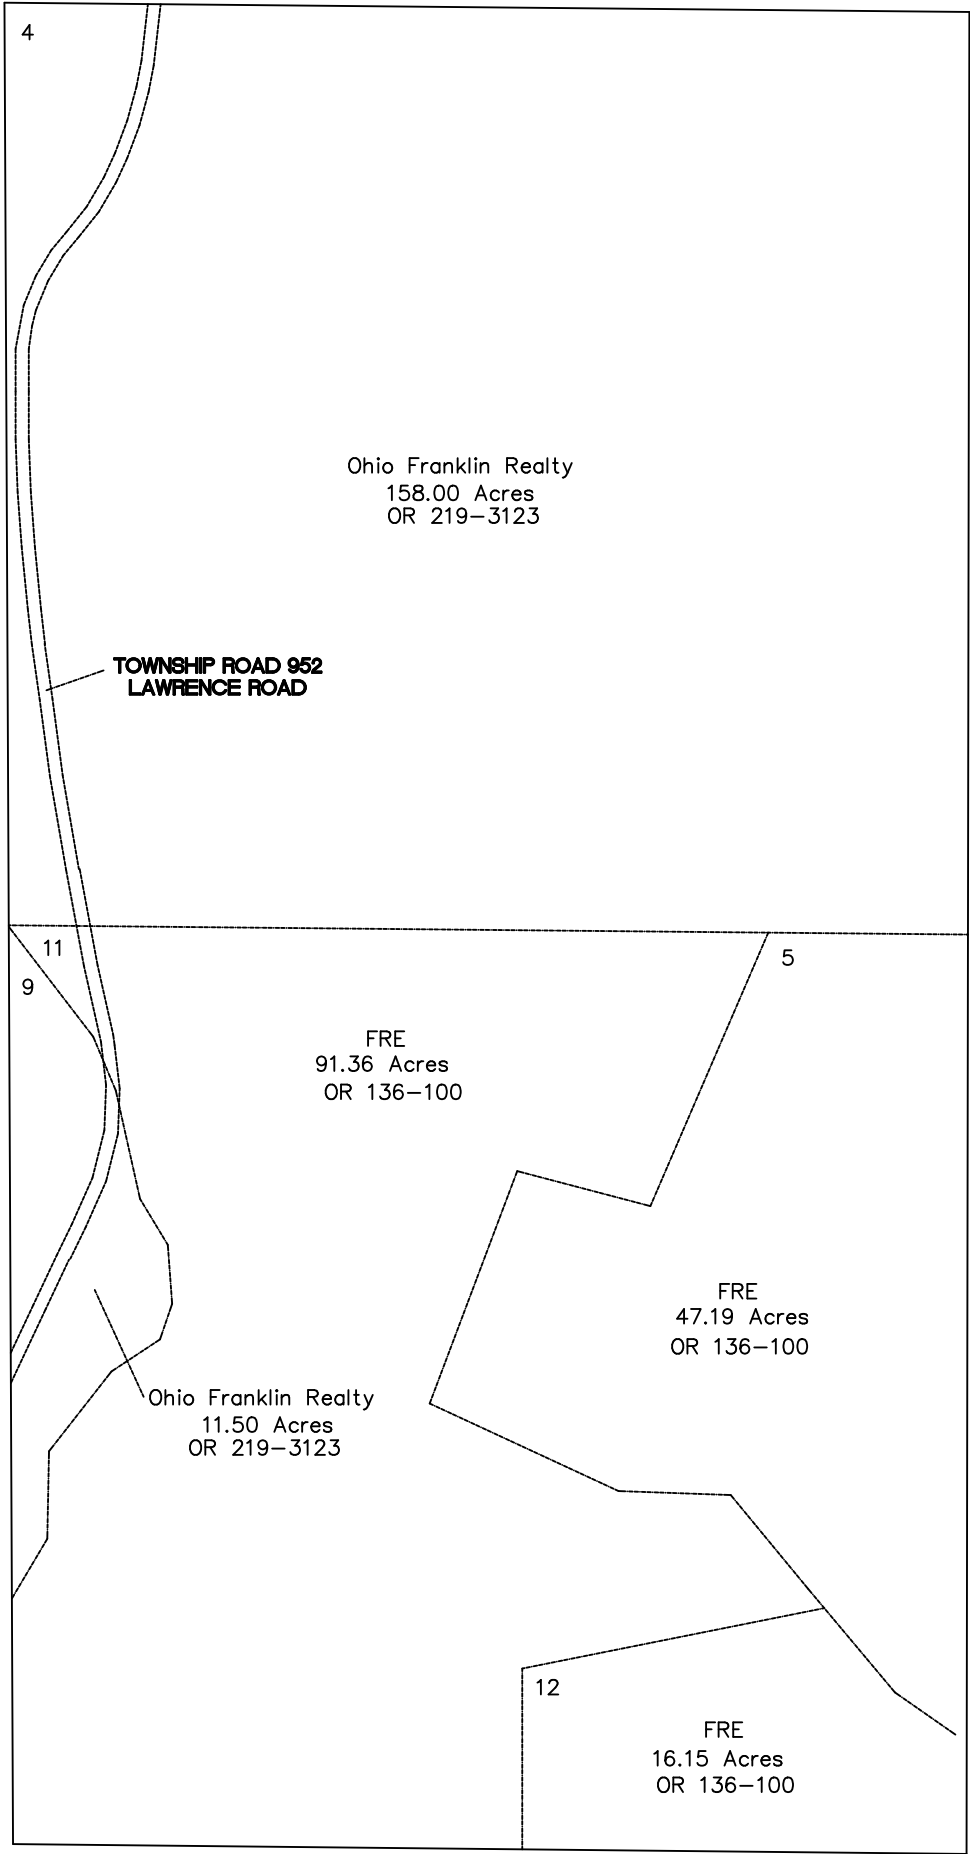 4
Ohio Franklin Realty
158.00 Acres
OR 219-3123
TOWNSHIP ROAD 952
LAWRENCE ROAD
11
9
5
FRE
91.36 Acres
OR 136-100
FRE
47.19 Acres
OR 136-100
Ohio Franklin Realty
11.50 Acres
OR 219-3123
12
FRE
16.15 Acres
OR 136-100